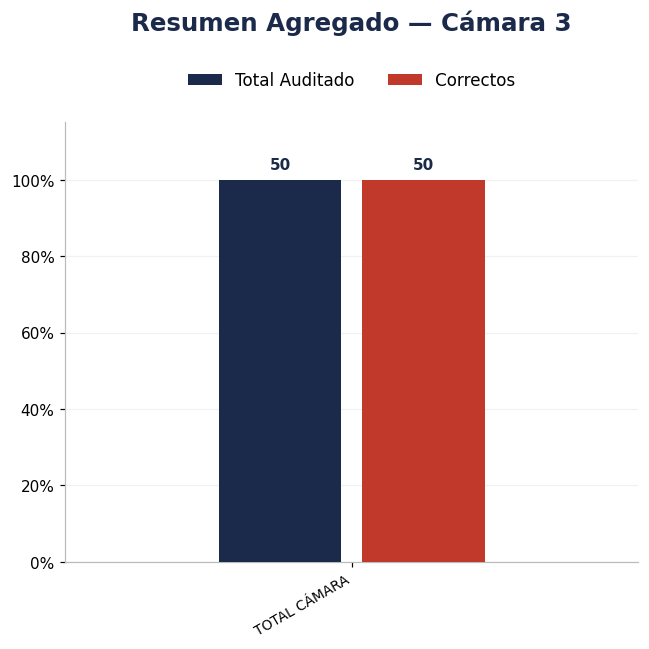 Resumen Agregado — Cámara 3
Total Auditado Correctos
50 50
100%
80%
60%
40%
20%
0%
TOTAL CÁMARA